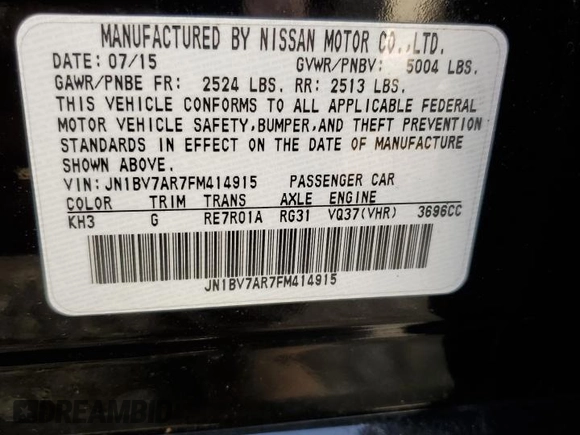 MANUFACTURED BY NISSAN MOTOR CO.,LTD.
DATE: 07/15 GVWR/PNBV: 5004 LBS.
GAWR/PNBE FR: 2524 LBS. RR: 2513 LBS.
THIS VEHICLE CONFORMS TO ALL APPLICABLE FEDERAL
MOTOR VEHICLE SAFETY,BUMPER,AND THEFT PREVENTION
STANDARDS IN EFFECT ON THE DATE OF MANUFACTURE
SHOWN ABOVE.
VIN: JN1BV7AR7FM414915 PASSENGER CAR
COLOR TRIM TRANS AXLE ENGINE
KH3 G RE7R01A RG31 VQ37(VHR) 3696CC
JN1BV7AR7FM414915
DREAMBID